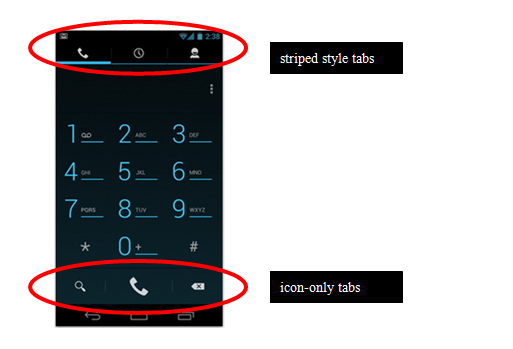 2:38
striped style tabs
1
2 ABC
3 DEF
4 GHI
5 JKL
6 MNO
7 PQRS
8 TUV
9 WXYZ
* 0 + #
icon-only tabs